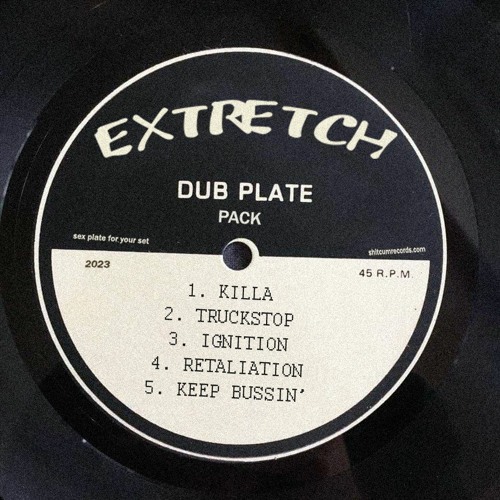 EXTRETCH
DUB PLATE
PACK
sex plate for your set
shitcumrecords.com
2023
45 R.P.M.
1. KILLA
2. TRUCKSTOP
3. IGNITION
4. RETALIATION
5. KEEP BUSSIN'